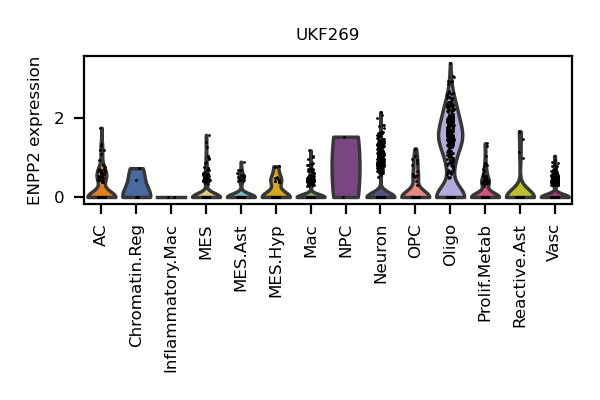 UKF269
ENPP2 expression
2
0
AC
Chromatin.Reg
Inflammatory.Mac
MES
MES.Ast
MES.Hyp
Mac
NPC
Neuron
OPC
Oligo
Prolif.Metab
Reactive.Ast
Vasc